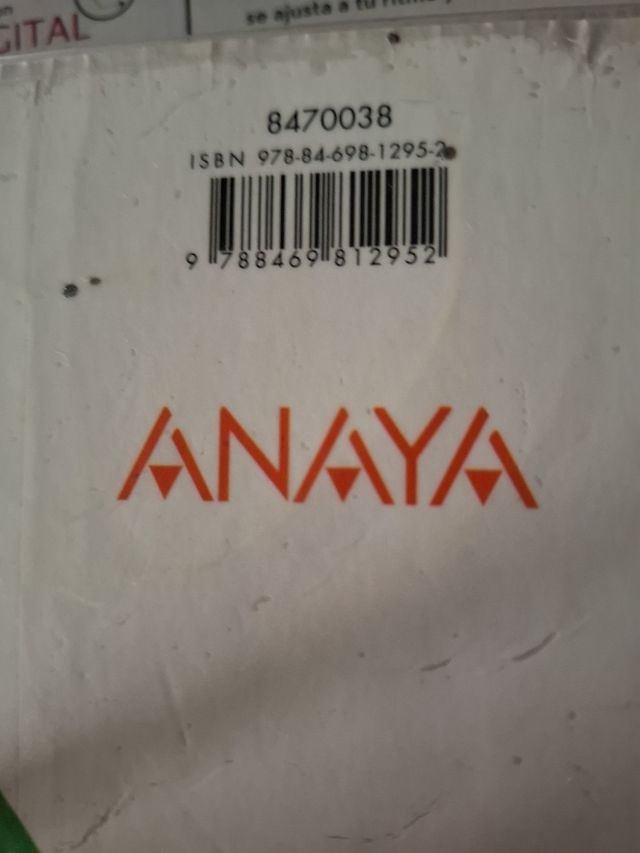 GITAL
se ajusta a tu
8470038
ISBN 978-84-698-1295-2
9 788469 812952
ANAYA